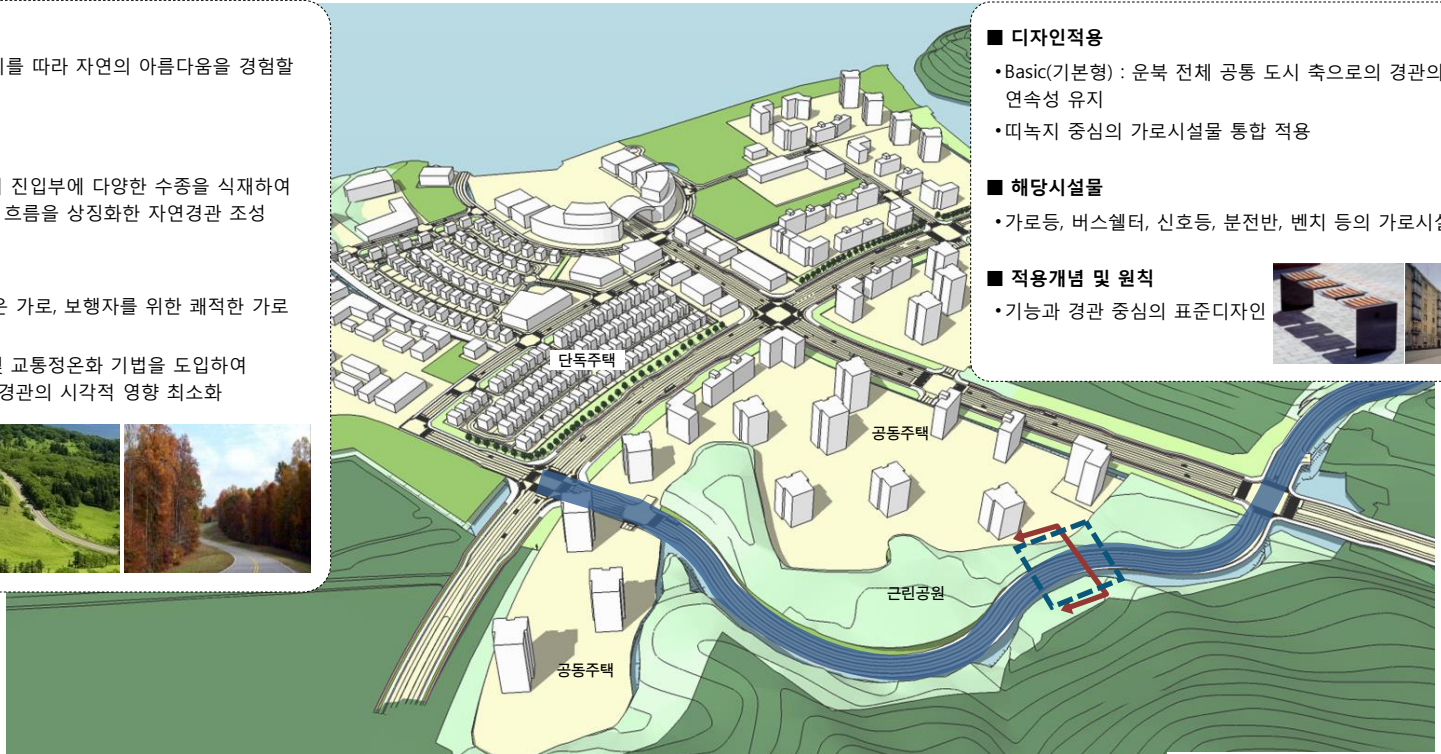 를 따라 자연의 아름다움을 경험할
진입부에 다양한 수종을 식재하여
흐름을 상징화한 자연경관 조성
가로, 보행자를 위한 쾌적한 가로
교통정온화 기법을 도입하여
경관의 시각적 영향 최소화
■ 디자인적용
•Basic(기본형) : 운북 전체 공통 도시 축으로의 경관의
연속성 유지
•띠녹지 중심의 가로시설물 통합 적용
■ 해당시설물
•가로등, 버스쉘터, 신호등, 분전반, 벤치 등의 가로시설
■ 적용개념 및 원칙
•기능과 경관 중심의 표준디자인
단독주택
공동주택
근린공원
공동주택